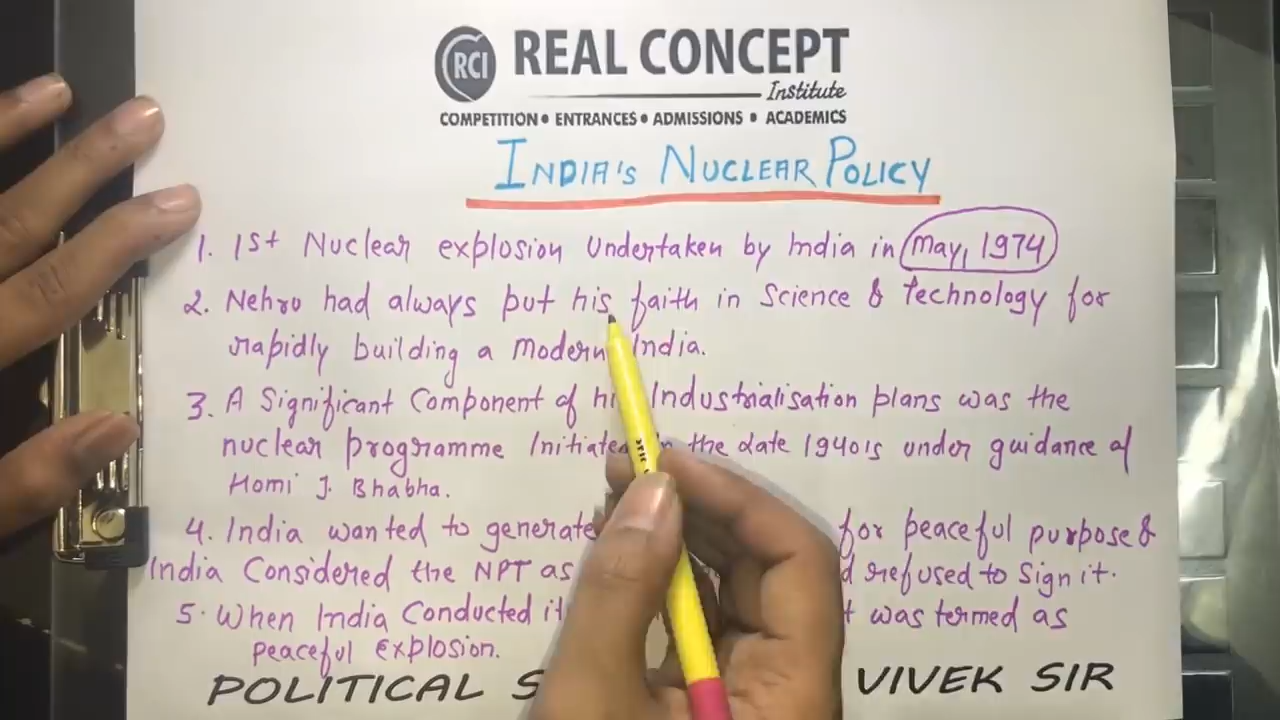 RCI REAL CONCEPT
Institute
COMPETITION • ENTRANCES • ADMISSIONS • ACADEMICS
INDIA'S NUCLEAR POLICY
1. 1st Nuclear explosion Undertaken by India in May, 1974
2. Nehru had always put his faith in Science & Technology for
rapidly building a modern India.
3. A Significant Component of his Industrialisation plans was the
nuclear programme Initiated in the date 1940's under guidance of
Homi J. Bhabha.
4. India wanted to generate for peaceful purpose &
India Considered the NPT as refused to Sign it.
5. When India Conducted it was termed as
peaceful explosion.
POLITICAL VIVEK SIR